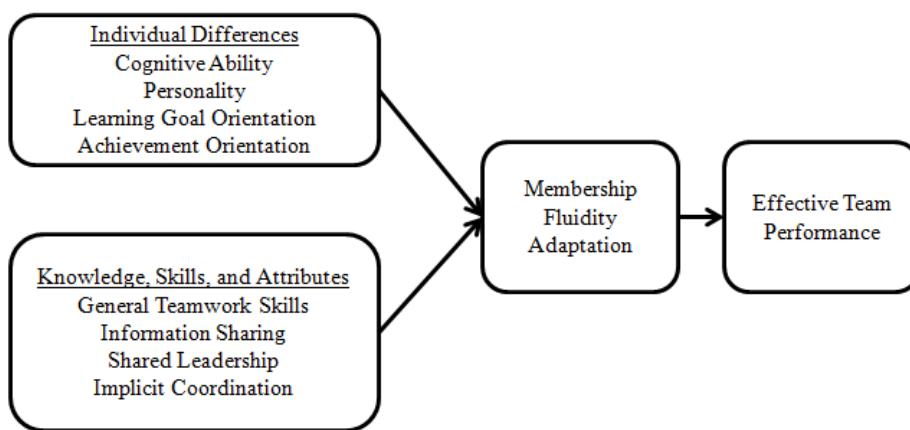 Individual Differences
Cognitive Ability
Personality
Learning Goal Orientation
Achievement Orientation
Knowledge, Skills, and Attributes
General Teamwork Skills
Information Sharing
Shared Leadership
Implicit Coordination
Membership
Fluidity
Adaptation
Effective Team
Performance